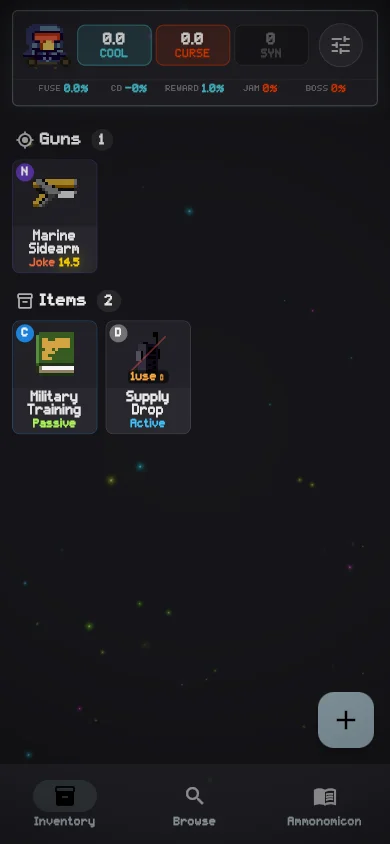 0.0
COOL
0.0
CURSE
0
SYN
FUSE 0.0% CD -0% REWARD 1.0% JAM 0% BOSS 0%
Guns 1
N
Marine
Sidearm
Joke 14.5
Items 2
C
Military
Training
Passive
D
1use
Supply
Drop
Active
+
Inventory
Browse
Ammonomicon